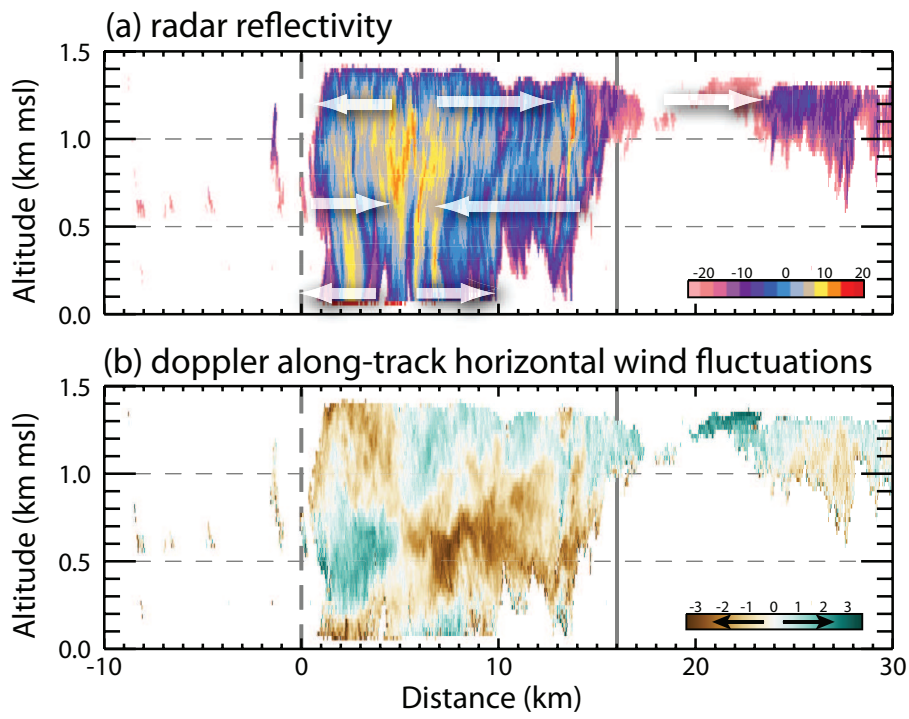 (a) radar reflectivity
1.5
1.0
0.5
0.0
Altitude (km msl)
-20 -10 0 10 20
(b) doppler along-track horizontal wind fluctuations
1.5
1.0
0.5
0.0
Altitude (km msl)
-3 -2 -1 0 1 2 3
-10 0 10 20 30
Distance (km)